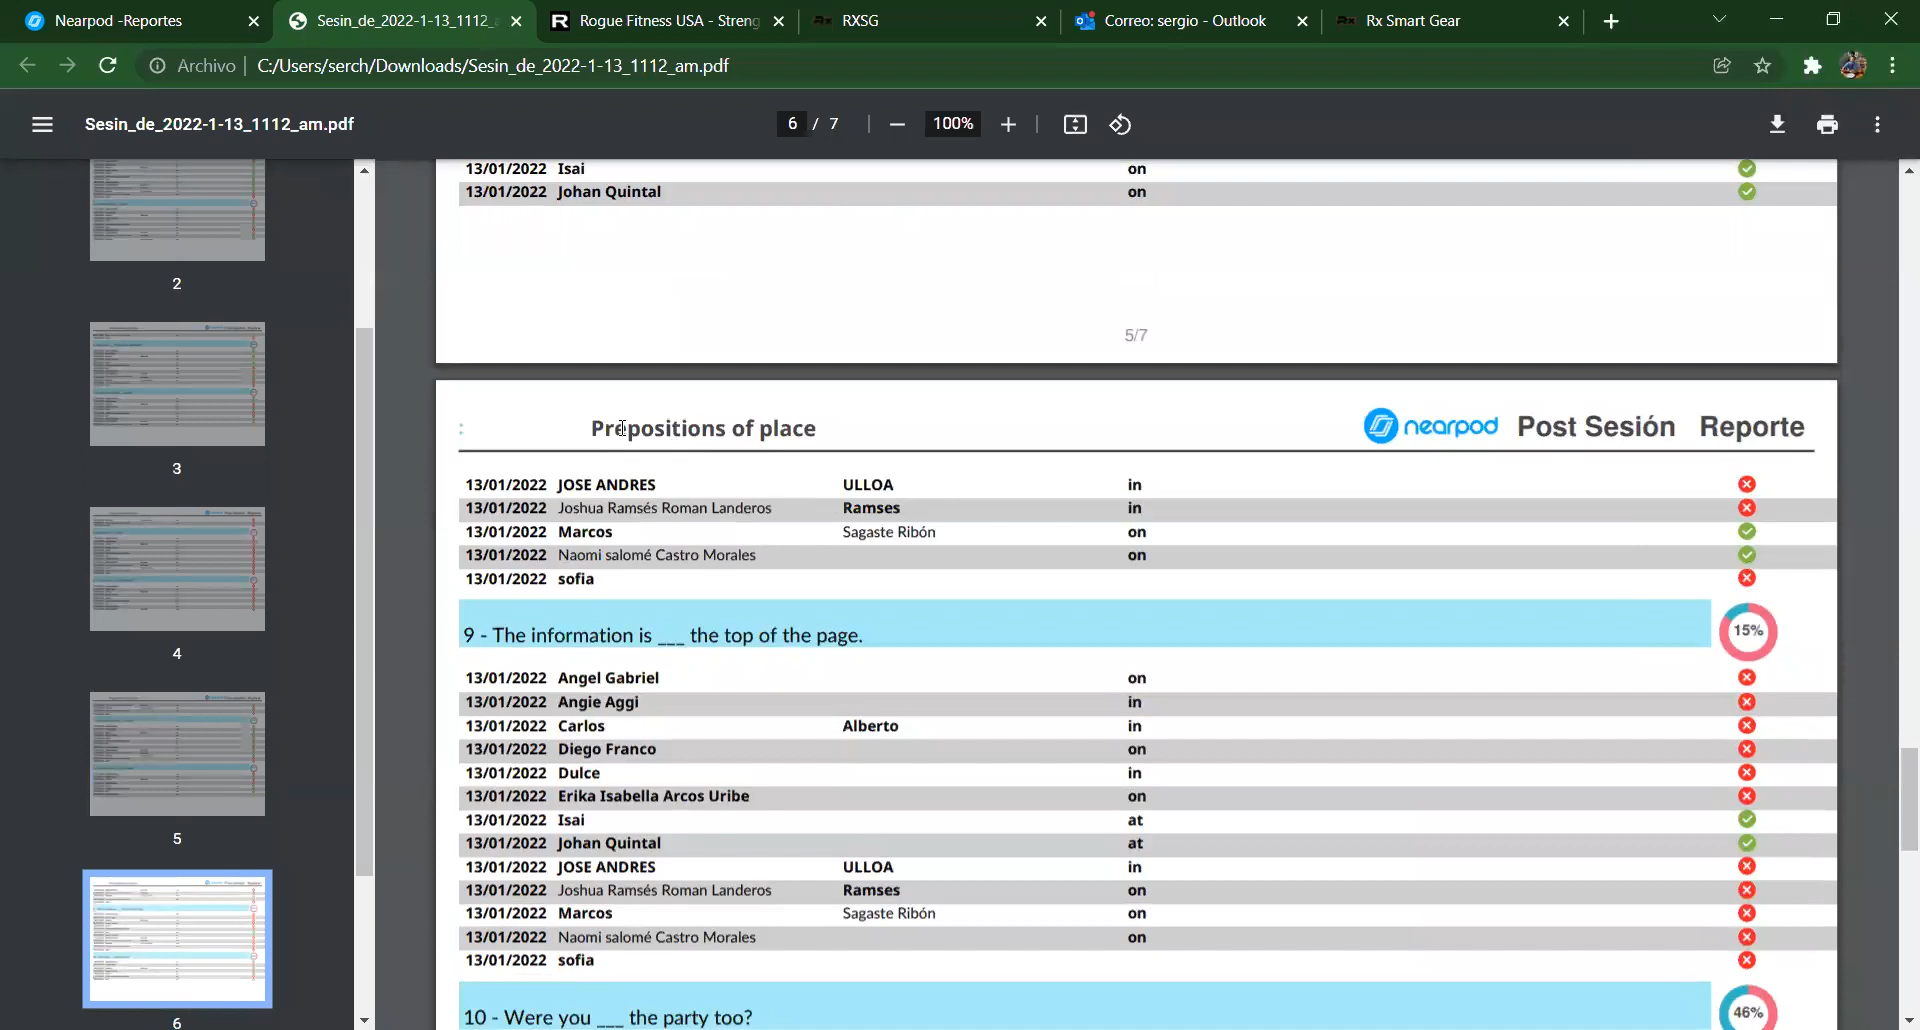 Nearpod -Reportes
Sesin_de_2022-1-13_1112_
Rogue Fitness USA - Streng
RXSG
Correo: sergio - Outlook
Rx Smart Gear
Archivo C:/Users/serch/Downloads/Sesin_de_2022-1-13_1112_am.pdf
Sesin_de_2022-1-13_1112_am.pdf 6 / 7 100%
2
3
4
5
6
13/01/2022 Isai on
13/01/2022 Johan Quintal on
5/7
: Prepositions of place nearpod Post Sesión Reporte
13/01/2022 JOSE ANDRES ULLOA in
13/01/2022 Joshua Ramsés Roman Landeros Ramses in
13/01/2022 Marcos Sagaste Ribón on
13/01/2022 Naomi salomé Castro Morales on
13/01/2022 sofia
9 - The information is ___ the top of the page. 15%
13/01/2022 Angel Gabriel on
13/01/2022 Angie Aggi in
13/01/2022 Carlos Alberto in
13/01/2022 Diego Franco on
13/01/2022 Dulce in
13/01/2022 Erika Isabella Arcos Uribe on
13/01/2022 Isai at
13/01/2022 Johan Quintal at
13/01/2022 JOSE ANDRES ULLOA in
13/01/2022 Joshua Ramsés Roman Landeros Ramses on
13/01/2022 Marcos Sagaste Ribón on
13/01/2022 Naomi salomé Castro Morales on
13/01/2022 sofia
10 - Were you ___ the party too? 46%